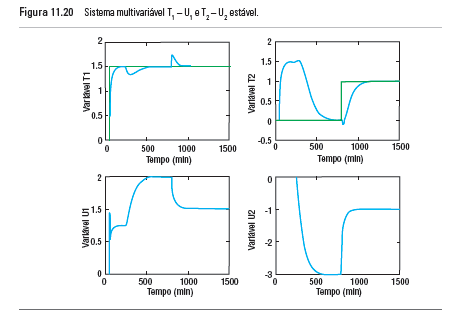 Figura 11.20 Sistema multivariável T1 – U1 e T2 – U2 estável.
2
1.5
1
0.5
0
Variável T1
0 500 1000 1500
Tempo (min)
2
1.5
1
0.5
0
-0.5
Variável T2
0 500 1000 1500
Tempo (min)
2
1.5
0.5
0
Variável U1
0 500 1000 1500
Tempo (min)
0
-1
-2
-3
Variável U2
0 500 1000 1500
Tempo (min)